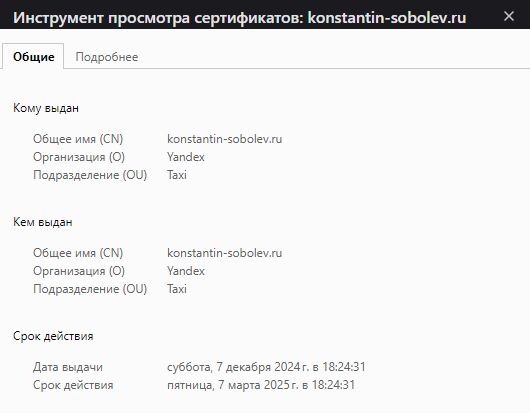 Инструмент просмотра сертификатов: konstantin-sobolev.ru
Общие Подробнее
Кому выдан
Общее имя (CN) konstantin-sobolev.ru
Организация (O) Yandex
Подразделение (OU) Taxi
Кем выдан
Общее имя (CN) konstantin-sobolev.ru
Организация (O) Yandex
Подразделение (OU) Taxi
Срок действия
Дата выдачи суббота, 7 декабря 2024 г. в 18:24:31
Срок действия пятница, 7 марта 2025 г. в 18:24:31